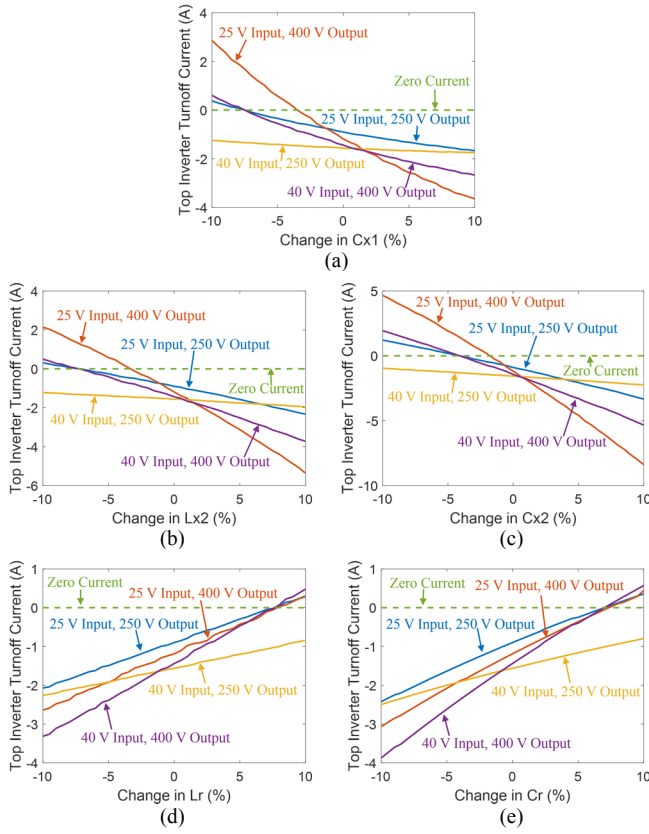 4
2
0
-2
-4
Top Inverter Turnoff Current (A)
25 V Input, 400 V Output
Zero Current
25 V Input, 250 V Output
40 V Input, 250 V Output
40 V Input, 400 V Output
-10
-5
0
5
10
Change in Cx1 (%)
(a)
4
2
0
-2
-4
-6
Top Inverter Turnoff Current (A)
25 V Input, 400 V Output
25 V Input, 250 V Output
Zero Current
40 V Input, 250 V Output
40 V Input, 400 V Output
-10
-5
0
5
10
Change in Lx2 (%)
(b)
5
0
-5
-10
Top Inverter Turnoff Current (A)
25 V Input, 400 V Output
25 V Input, 250 V Output
Zero Current
40 V Input, 250 V Output
40 V Input, 400 V Output
-10
-5
0
5
10
Change in Cx2 (%)
(c)
1
0
-1
-2
-3
-4
Top Inverter Turnoff Current (A)
Zero Current
25 V Input, 400 V Output
25 V Input, 250 V Output
40 V Input, 250 V Output
40 V Input, 400 V Output
-10
-5
0
5
10
Change in Lr (%)
(d)
1
0
-1
-2
-3
-4
Top Inverter Turnoff Current (A)
Zero Current
25 V Input, 400 V Output
25 V Input, 250 V Output
40 V Input, 250 V Output
40 V Input, 400 V Output
-10
-5
0
5
10
Change in Cr (%)
(e)